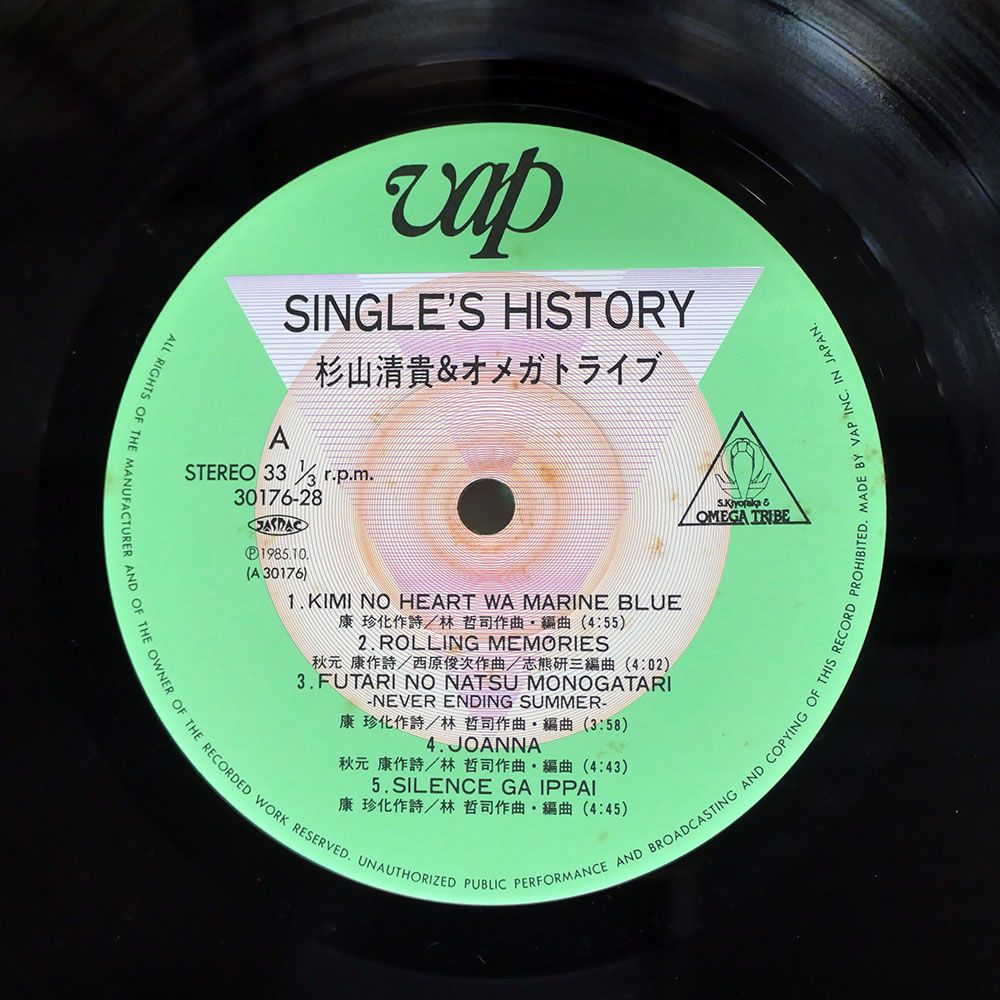 vap
SINGLE'S HISTORY
杉山清貴&オメガトライブ
A
STEREO 33 1/3 r.p.m.
30176-28
JASRAC
Ⓟ1985.10.
(A 30176)
S.Kiyotaka &
OMEGA TRIBE
1.KIMI NO HEART WA MARINE BLUE
康 珍化作詩／林 哲司作曲・編曲 (4:55)
2.ROLLING MEMORIES
秋元 康作詩／西原俊次作曲／志熊研三編曲 (4:02)
3.FUTARI NO NATSU MONOGATARI
-NEVER ENDING SUMMER-
康 珍化作詩／林 哲司作曲・編曲 (3:58)
4.JOANNA
秋元 康作詩／林 哲司作曲・編曲 (4:43)
5.SILENCE GA IPPAI
康 珍化作詩／林 哲司作曲・編曲 (4:45)
ALL RIGHTS OF THE MANUFACTURER AND OF THE OWNER OF THE RECORDED WORK RESERVED. UNAUTHORIZED PUBLIC PERFORMANCE AND BROADCASTING AND COPYING OF THIS RECORD PROHIBITED. MADE BY VAP INC. IN JAPAN.